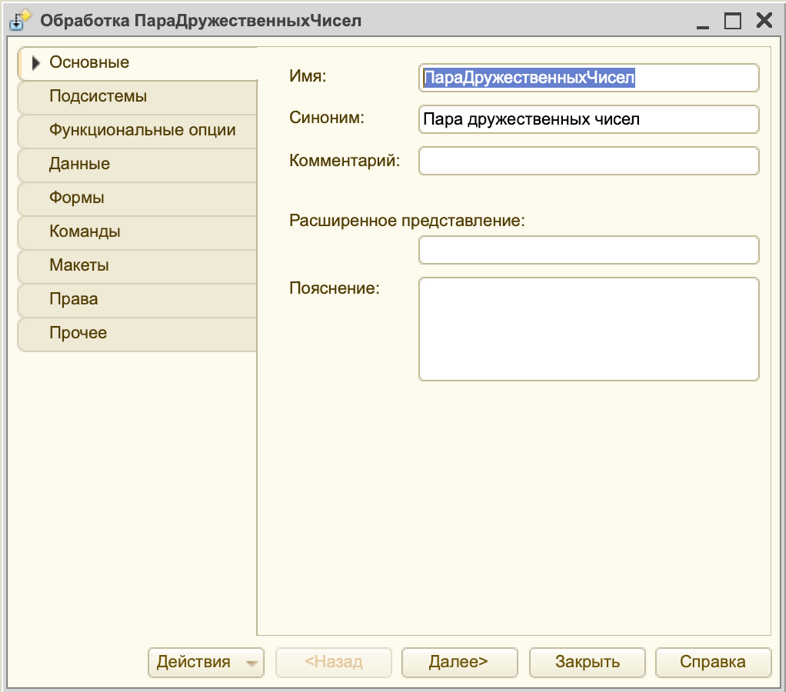 Обработка ПараДружественныхЧисел
Основные
Подсистемы
Функциональные опции
Данные
Формы
Команды
Макеты
Права
Прочее
Имя: ПараДружественныхЧисел
Синоним: Пара дружественных чисел
Комментарий:
Расширенное представление:
Пояснение:
Действия <Назад Далее> Закрыть Справка